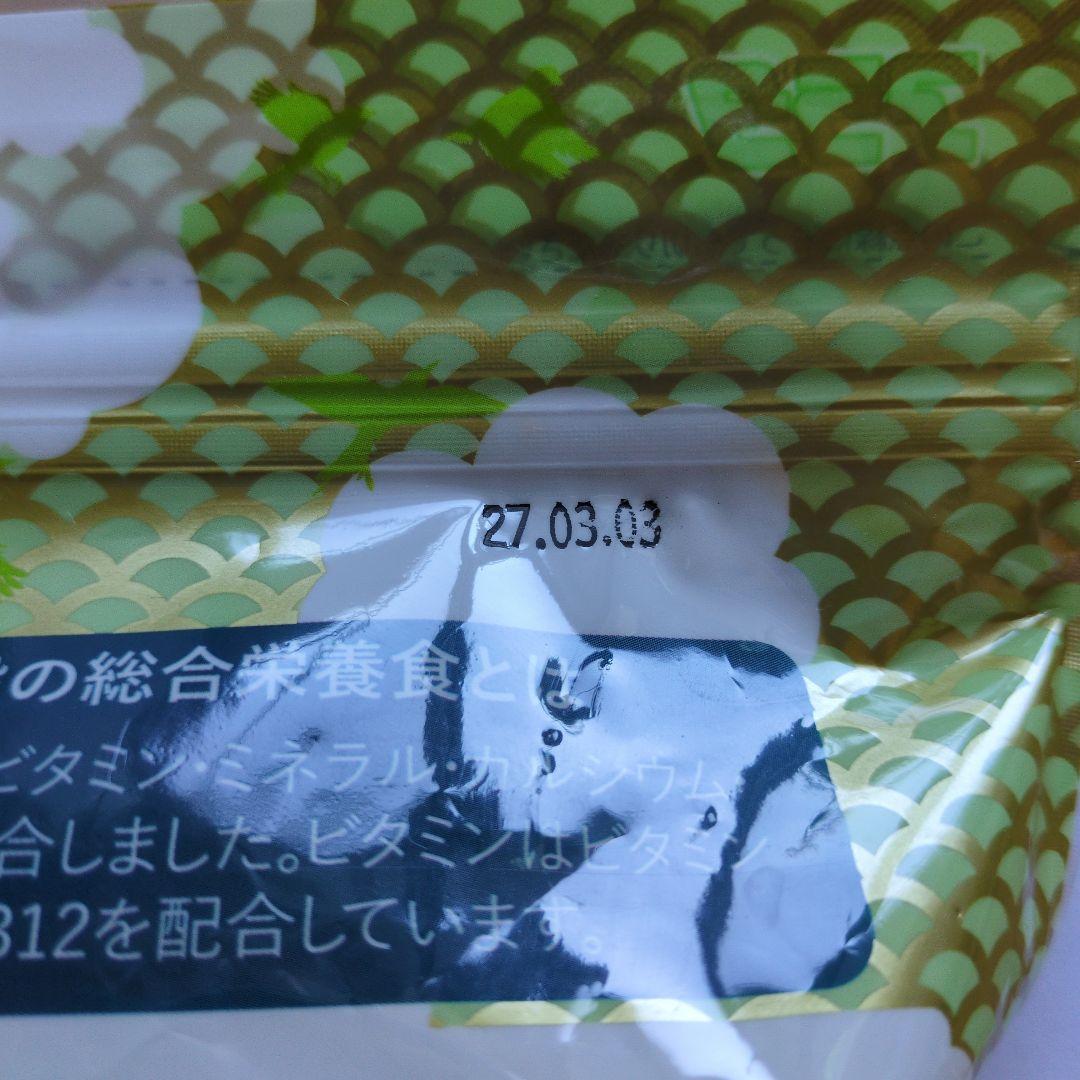 27.03.03
の総合栄養食とは
ビタミン・ミネラル・カルシウム
合しました。ビタミンはビタミン
B12を配合しています。